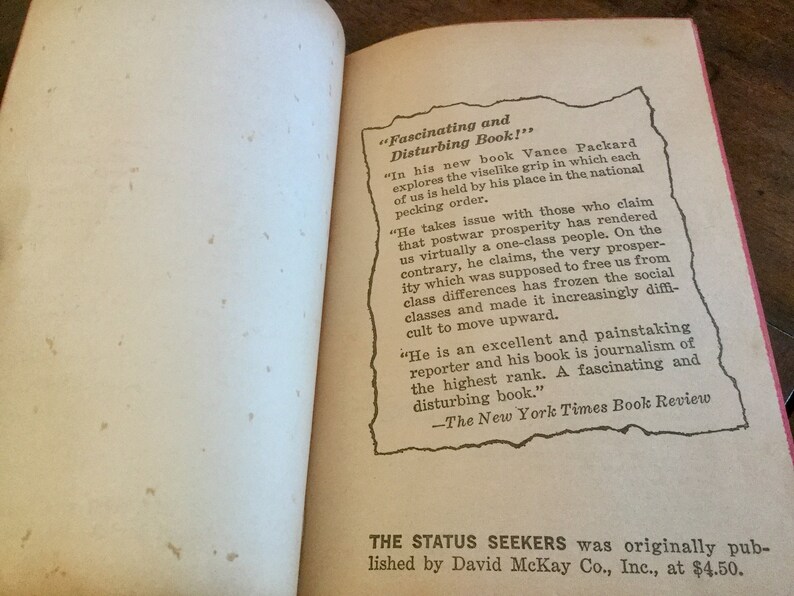 “Fascinating and
Disturbing Book!”
“In his new book Vance Packard
explores the viselike grip in which each
of us is held by his place in the national
pecking order.
“He takes issue with those who claim
that postwar prosperity has rendered
us virtually a one-class people. On the
contrary, he claims, the very prosper-
ity which was supposed to free us from
class differences has frozen the social
classes and made it increasingly diffi-
cult to move upward.
“He is an excellent and painstaking
reporter and his book is journalism of
the highest rank. A fascinating and
disturbing book.”
—The New York Times Book Review
THE STATUS SEEKERS was originally pub-
lished by David McKay Co., Inc., at $4.50.